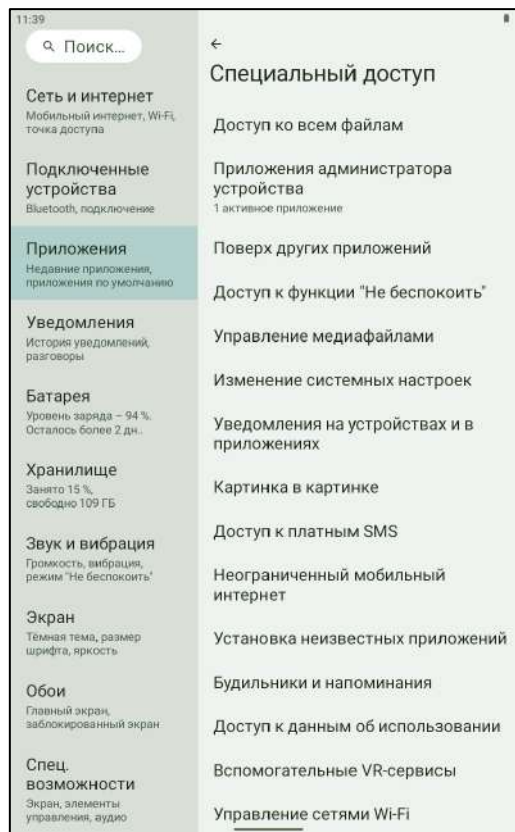 11:39
Поиск...
Сеть и интернет
Мобильный интернет, Wi-Fi,
точка доступа
Подключенные
устройства
Bluetooth, подключение
Приложения
Недавние приложения,
приложения по умолчанию
Уведомления
История уведомлений,
разговоры
Батарея
Уровень заряда – 94 %.
Осталось более 2 дн..
Хранилище
Занято 15 %,
свободно 109 ГБ
Звук и вибрация
Громкость, вибрация,
режим "Не беспокоить"
Экран
Тёмная тема, размер
шрифта, яркость
Обои
Главный экран,
заблокированный экран
Спец.
возможности
Экран, элементы
управления, аудио
Специальный доступ
Доступ ко всем файлам
Приложения администратора
устройства
1 активное приложение
Поверх других приложений
Доступ к функции "Не беспокоить"
Управление медиафайлами
Изменение системных настроек
Уведомления на устройствах и в
приложениях
Картинка в картинке
Доступ к платным SMS
Неограниченный мобильный
интернет
Установка неизвестных приложений
Будильники и напоминания
Доступ к данным об использовании
Вспомогательные VR-сервисы
Управление сетями Wi-Fi